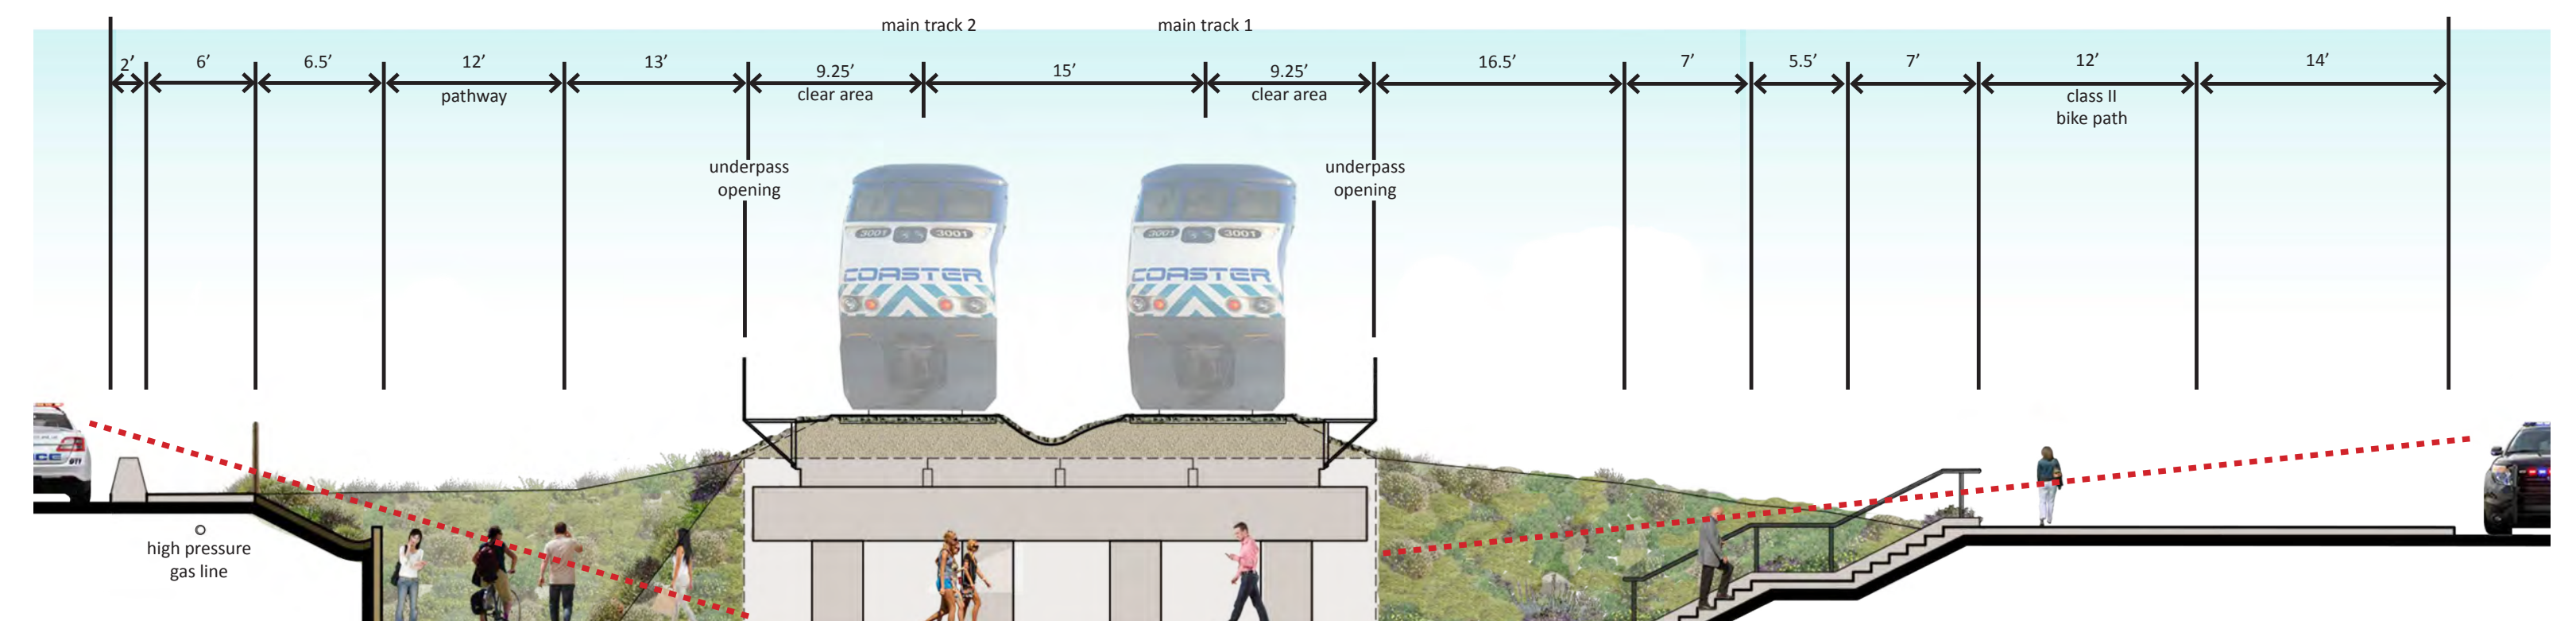 main track 2
main track 1
2’
6’
6.5’
12’
13’
9.25’
15’
9.25’
16.5’
7’
5.5’
7’
12’
14’
pathway
clear area
clear area
class II
bike path
underpass
opening
underpass
opening
3001
3001
3001
3001
COASTER
COASTER
high pressure
gas line